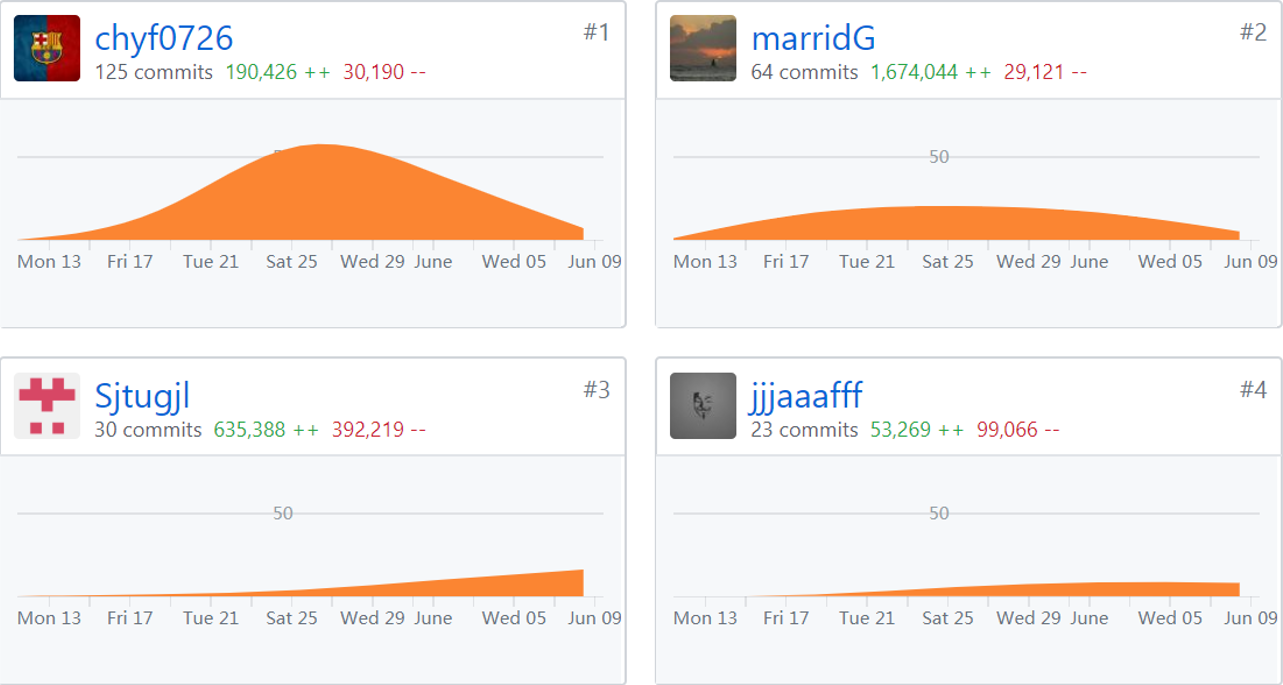 chyf0726 #1
125 commits 190,426 ++ 30,190 --
Mon 13 Fri 17 Tue 21 Sat 25 Wed 29 June Wed 05 Jun 09
marridG #2
64 commits 1,674,044 ++ 29,121 --
50
Mon 13 Fri 17 Tue 21 Sat 25 Wed 29 June Wed 05 Jun 09
Sjtugjl #3
30 commits 635,388 ++ 392,219 --
50
Mon 13 Fri 17 Tue 21 Sat 25 Wed 29 June Wed 05 Jun 09
jjjaaafff #4
23 commits 53,269 ++ 99,066 --
50
Mon 13 Fri 17 Tue 21 Sat 25 Wed 29 June Wed 05 Jun 09